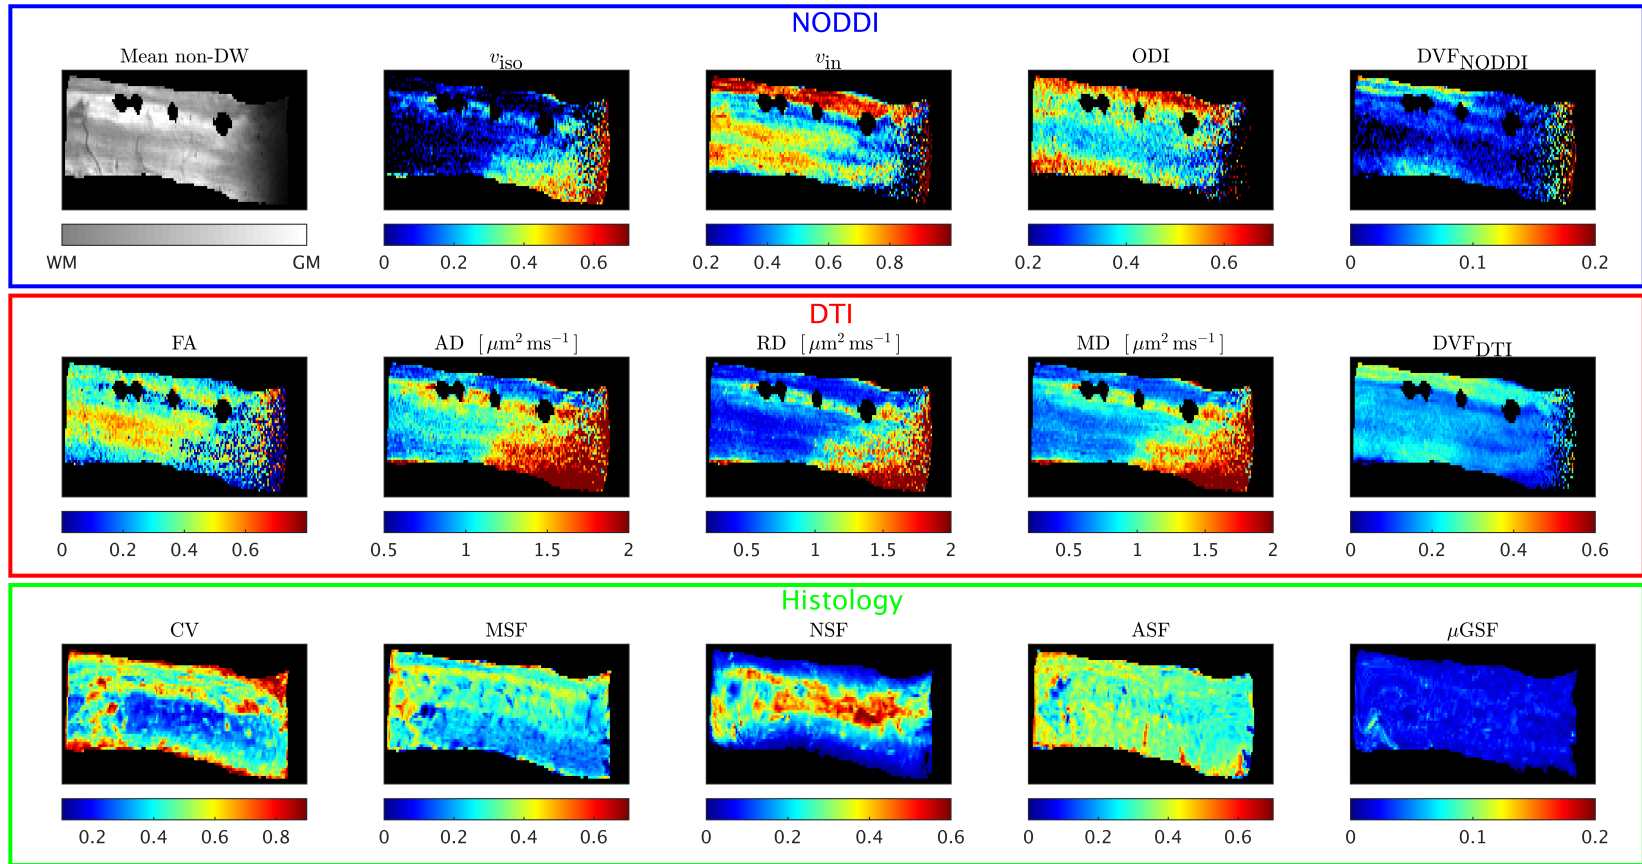 NODDI
Mean non-DW
v_iso
v_in
ODI
DVF_NODDI
WM GM
0 0.2 0.4 0.6
0.2 0.4 0.6 0.8
0.2 0.4 0.6
0 0.1 0.2
DTI
FA
AD [μm² ms⁻¹]
RD [μm² ms⁻¹]
MD [μm² ms⁻¹]
DVF_DTI
0 0.2 0.4 0.6
0.5 1 1.5 2
0.5 1 1.5 2
0.5 1 1.5 2
0 0.2 0.4 0.6
Histology
CV
MSF
NSF
ASF
μGSF
0.2 0.4 0.6 0.8
0 0.2 0.4 0.6
0 0.2 0.4 0.6
0 0.2 0.4 0.6
0 0.1 0.2